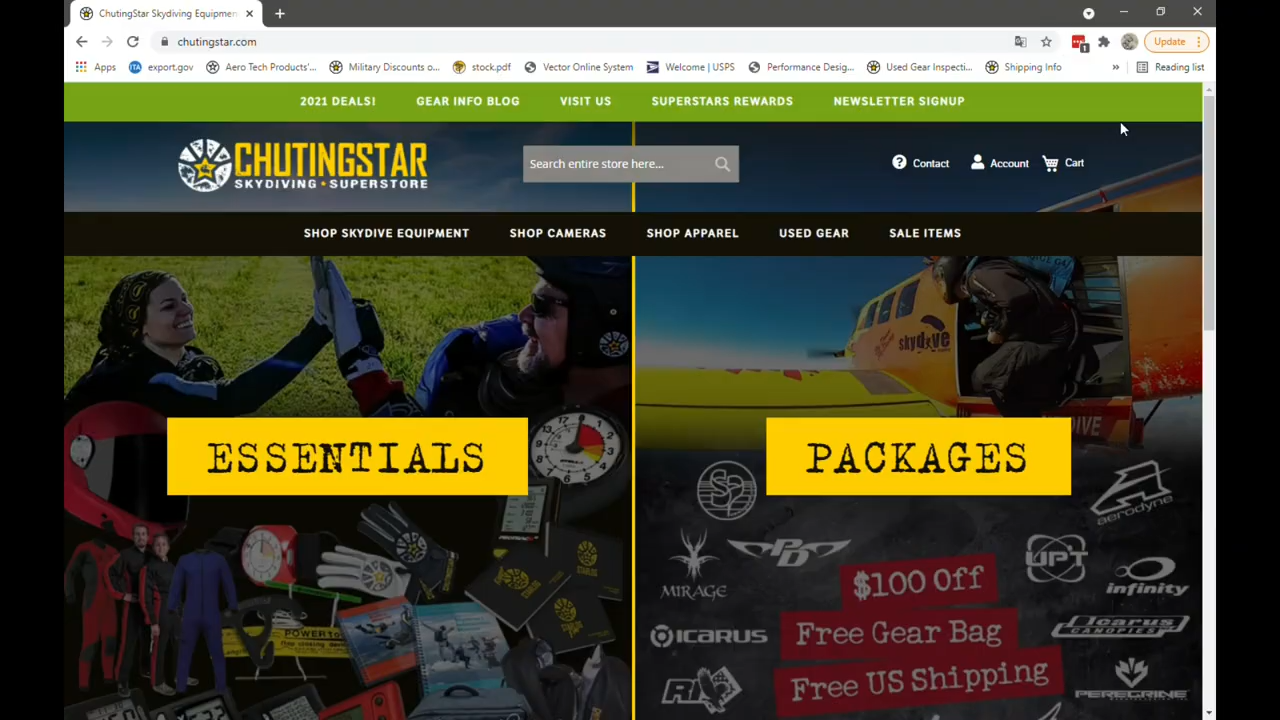 ChutingStar Skydiving Equipmen
chutingstar.com
1
Update
Apps
ITA
export.gov
Aero Tech Products'...
Military Discounts o...
stock.pdf
Vector Online System
Welcome | USPS
Performance Desig...
Used Gear Inspecti...
Shipping Info
»
Reading list
2021 DEALS!
GEAR INFO BLOG
VISIT US
SUPERSTARS REWARDS
NEWSLETTER SIGNUP
CHUTINGSTAR
SKYDIVING • SUPERSTORE
Search entire store here...
? Contact
Account
Cart
SHOP SKYDIVE EQUIPMENT
SHOP CAMERAS
SHOP APPAREL
USED GEAR
SALE ITEMS
skydive
ESSENTIALS
PACKAGES
aerodyne
PD
UPT
MIRAGE
infinity
$100 Off
ICARUS
Free Gear Bag
Icarus
CANOPIES
Free US Shipping
PEREGRINE
POWER